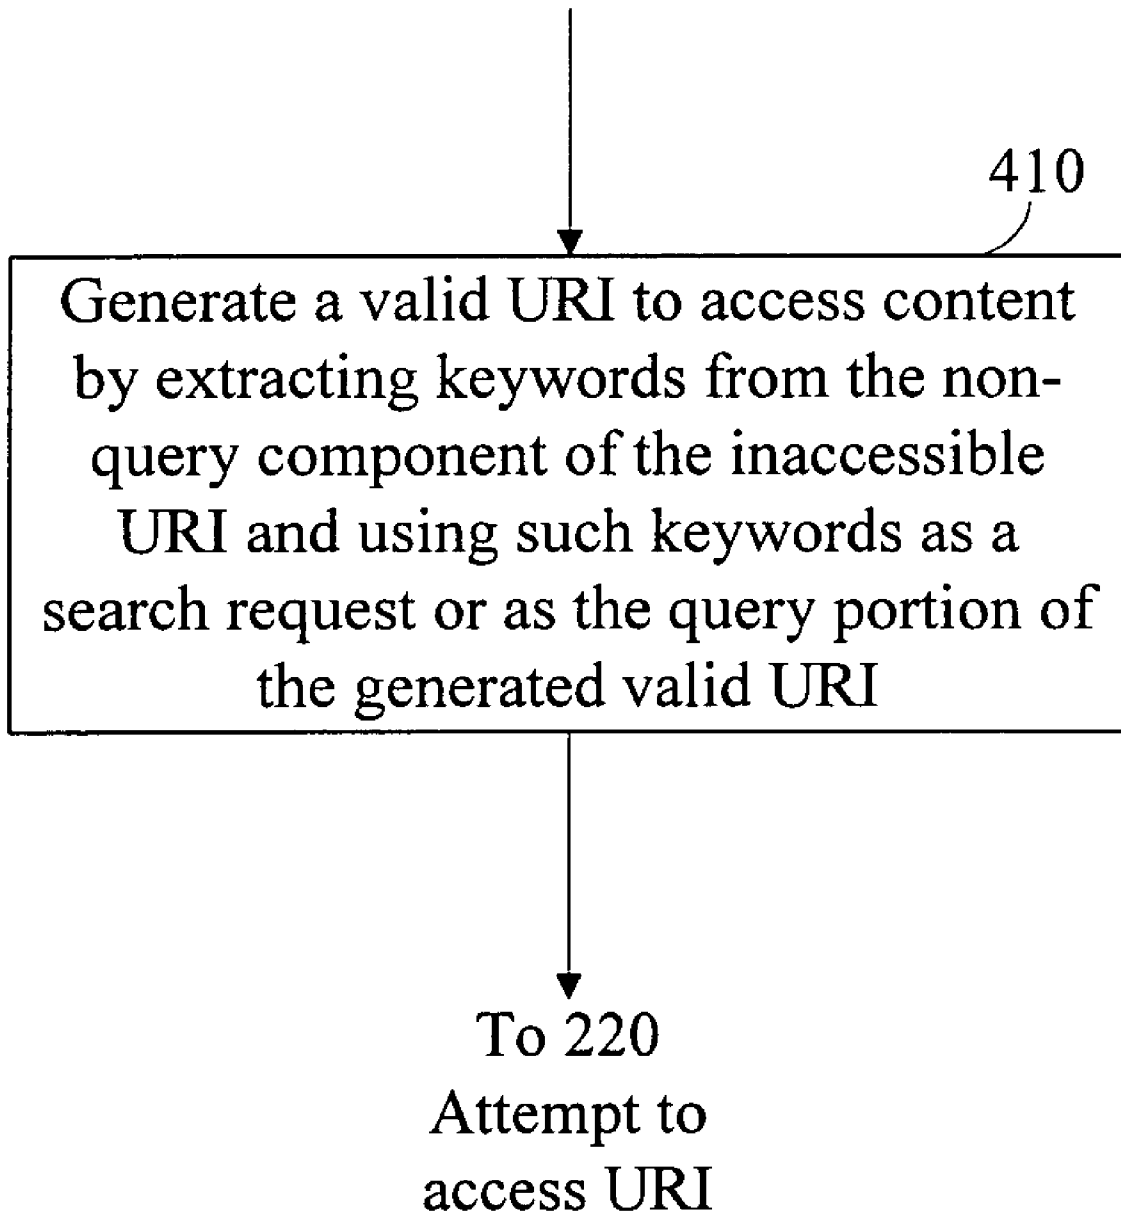 410
Generate a valid URI to access content
by extracting keywords from the non-
query component of the inaccessible
URI and using such keywords as a
search request or as the query portion of
the generated valid URI
To 220
Attempt to
access URI